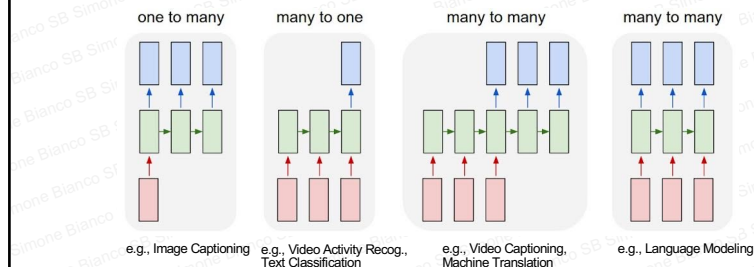 one to many
many to one
many to many
many to many
e.g., Image Captioning
e.g., Video Activity Recog.,
Text Classification
e.g., Video Captioning,
Machine Translation
e.g., Language Modeling